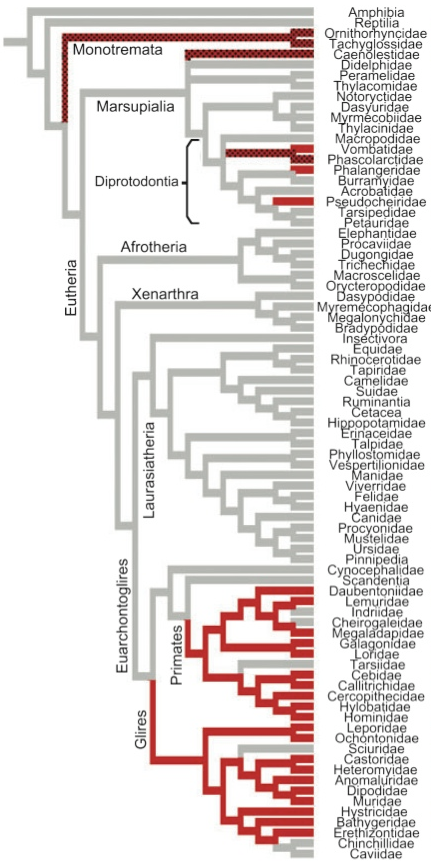 Amphibia
Reptilia
Ornithorhyncidae
Tachyglossidae
Monotremata
Caenolestidae
Didelphidae
Peramelidae
Thylacomidae
Marsupialia
Notoryctidae
Dasyuridae
Myrmecobiidae
Thylacinidae
Macropodidae
Vombatidae
Phascolarctidae
Phalangeridae
Diprotodontia
Burramyidae
Acrobatidae
Pseudocheiridae
Tarsipedidae
Petauridae
Elephantidae
Afrotheria
Procaviidae
Dugongidae
Trichechidae
Macroscelidae
Orycteropodidae
Eutheria
Xenarthra
Dasypodidae
Myremecophagidae
Megalonychidae
Bradypodidae
Insectivora
Equidae
Rhinocerotidae
Tapiridae
Camelidae
Suidae
Ruminantia
Cetacea
Hippopotamidae
Erinaceidae
Talpidae
Laurasiatheria
Phyllostomidae
Vespertilionidae
Manidae
Viverridae
Felidae
Hyaenidae
Canidae
Procyonidae
Mustelidae
Ursidae
Pinnipedia
Cynocephalidae
Scandentia
Euarchontoglires
Daubentoniidae
Lemuridae
Indriidae
Cheirogaleidae
Megaladapidae
Galagonidae
Loridae
Primates
Tarsiidae
Cebidae
Callitrichidae
Cercopithecidae
Hylobatidae
Hominidae
Glires
Leporidae
Ochontonidae
Sciuridae
Castoridae
Heteromyidae
Anomaluridae
Dipodidae
Muridae
Hystricidae
Bathygeridae
Erethizontidae
Chinchillidae
Caviidae